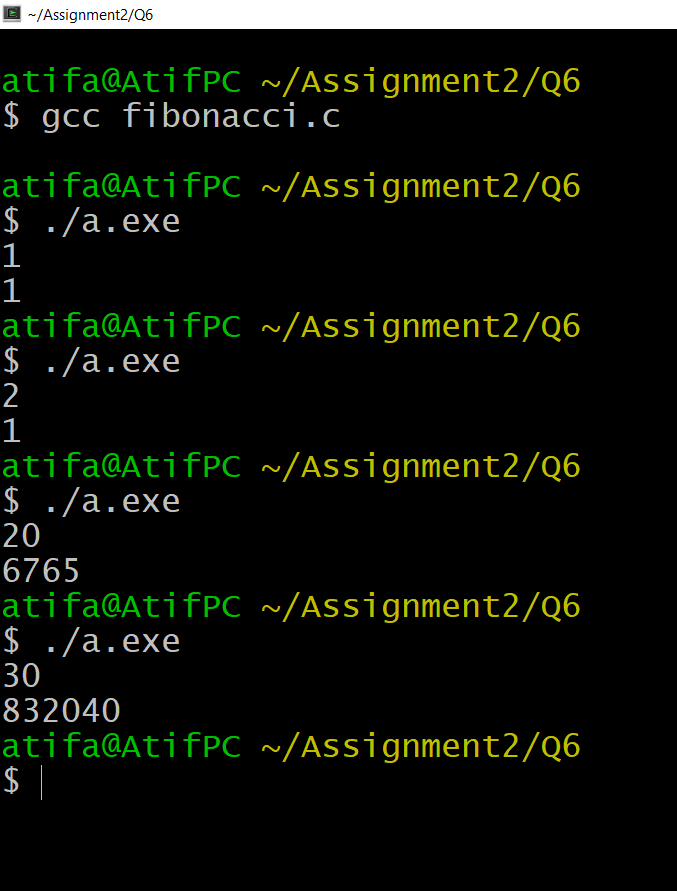 ~/Assignment2/Q6
atifa@AtifPC ~/Assignment2/Q6
$ gcc fibonacci.c
atifa@AtifPC ~/Assignment2/Q6
$ ./a.exe
1
1
atifa@AtifPC ~/Assignment2/Q6
$ ./a.exe
2
1
atifa@AtifPC ~/Assignment2/Q6
$ ./a.exe
20
6765
atifa@AtifPC ~/Assignment2/Q6
$ ./a.exe
30
832040
atifa@AtifPC ~/Assignment2/Q6
$